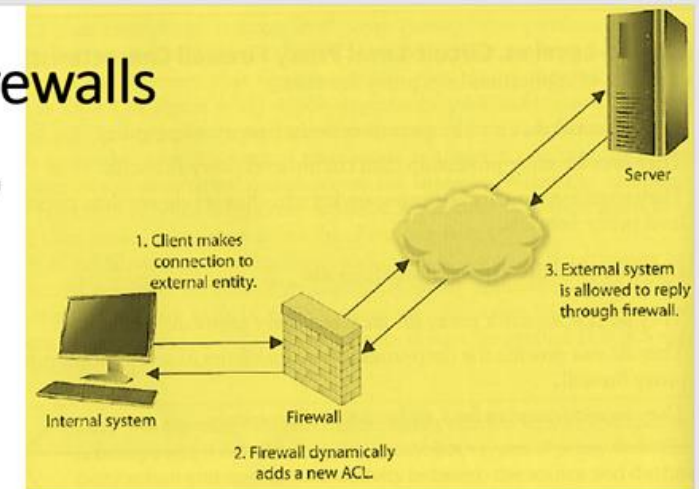 ewalls
Server
1. Client makes
connection to
external entity.
3. External system
is allowed to reply
through firewall.
Internal system
Firewall
2. Firewall dynamically
adds a new ACL.